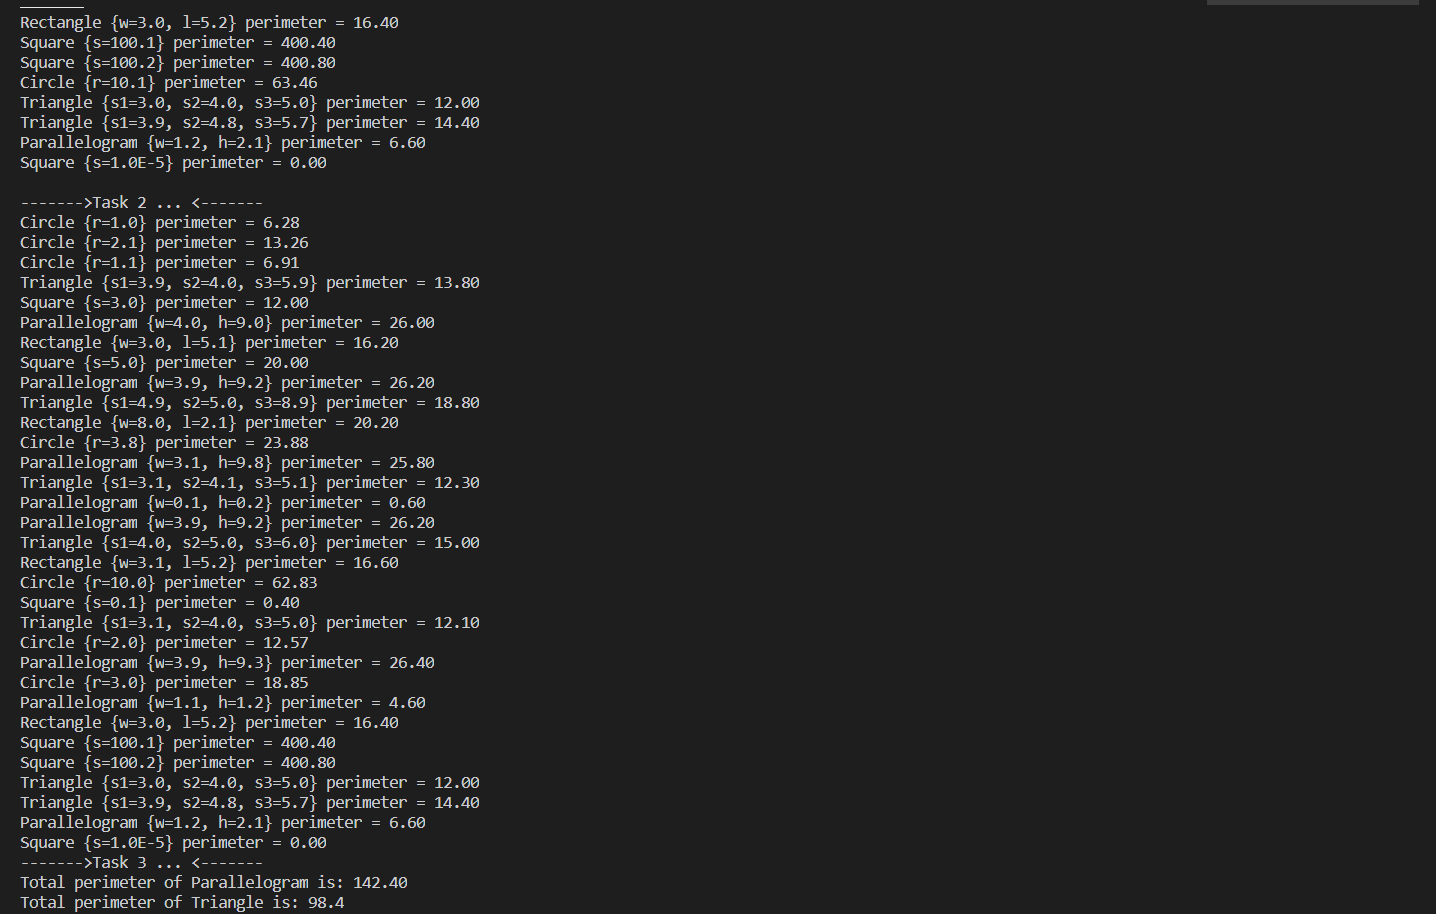 Rectangle {w=3.0, l=5.2} perimeter = 16.40
Square {s=100.1} perimeter = 400.40
Square {s=100.2} perimeter = 400.80
Circle {r=10.1} perimeter = 63.46
Triangle {s1=3.0, s2=4.0, s3=5.0} perimeter = 12.00
Triangle {s1=3.9, s2=4.8, s3=5.7} perimeter = 14.40
Parallelogram {w=1.2, h=2.1} perimeter = 6.60
Square {s=1.0E-5} perimeter = 0.00
------->Task 2 ... <-------
Circle {r=1.0} perimeter = 6.28
Circle {r=2.1} perimeter = 13.26
Circle {r=1.1} perimeter = 6.91
Triangle {s1=3.9, s2=4.0, s3=5.9} perimeter = 13.80
Square {s=3.0} perimeter = 12.00
Parallelogram {w=4.0, h=9.0} perimeter = 26.00
Rectangle {w=3.0, l=5.1} perimeter = 16.20
Square {s=5.0} perimeter = 20.00
Parallelogram {w=3.9, h=9.2} perimeter = 26.20
Triangle {s1=4.9, s2=5.0, s3=8.9} perimeter = 18.80
Rectangle {w=8.0, l=2.1} perimeter = 20.20
Circle {r=3.8} perimeter = 23.88
Parallelogram {w=3.1, h=9.8} perimeter = 25.80
Triangle {s1=3.1, s2=4.1, s3=5.1} perimeter = 12.30
Parallelogram {w=0.1, h=0.2} perimeter = 0.60
Parallelogram {w=3.9, h=9.2} perimeter = 26.20
Triangle {s1=4.0, s2=5.0, s3=6.0} perimeter = 15.00
Rectangle {w=3.1, l=5.2} perimeter = 16.60
Circle {r=10.0} perimeter = 62.83
Square {s=0.1} perimeter = 0.40
Triangle {s1=3.1, s2=4.0, s3=5.0} perimeter = 12.10
Circle {r=2.0} perimeter = 12.57
Parallelogram {w=3.9, h=9.3} perimeter = 26.40
Circle {r=3.0} perimeter = 18.85
Parallelogram {w=1.1, h=1.2} perimeter = 4.60
Rectangle {w=3.0, l=5.2} perimeter = 16.40
Square {s=100.1} perimeter = 400.40
Square {s=100.2} perimeter = 400.80
Triangle {s1=3.0, s2=4.0, s3=5.0} perimeter = 12.00
Triangle {s1=3.9, s2=4.8, s3=5.7} perimeter = 14.40
Parallelogram {w=1.2, h=2.1} perimeter = 6.60
Square {s=1.0E-5} perimeter = 0.00
------->Task 3 ... <-------
Total perimeter of Parallelogram is: 142.40
Total perimeter of Triangle is: 98.4